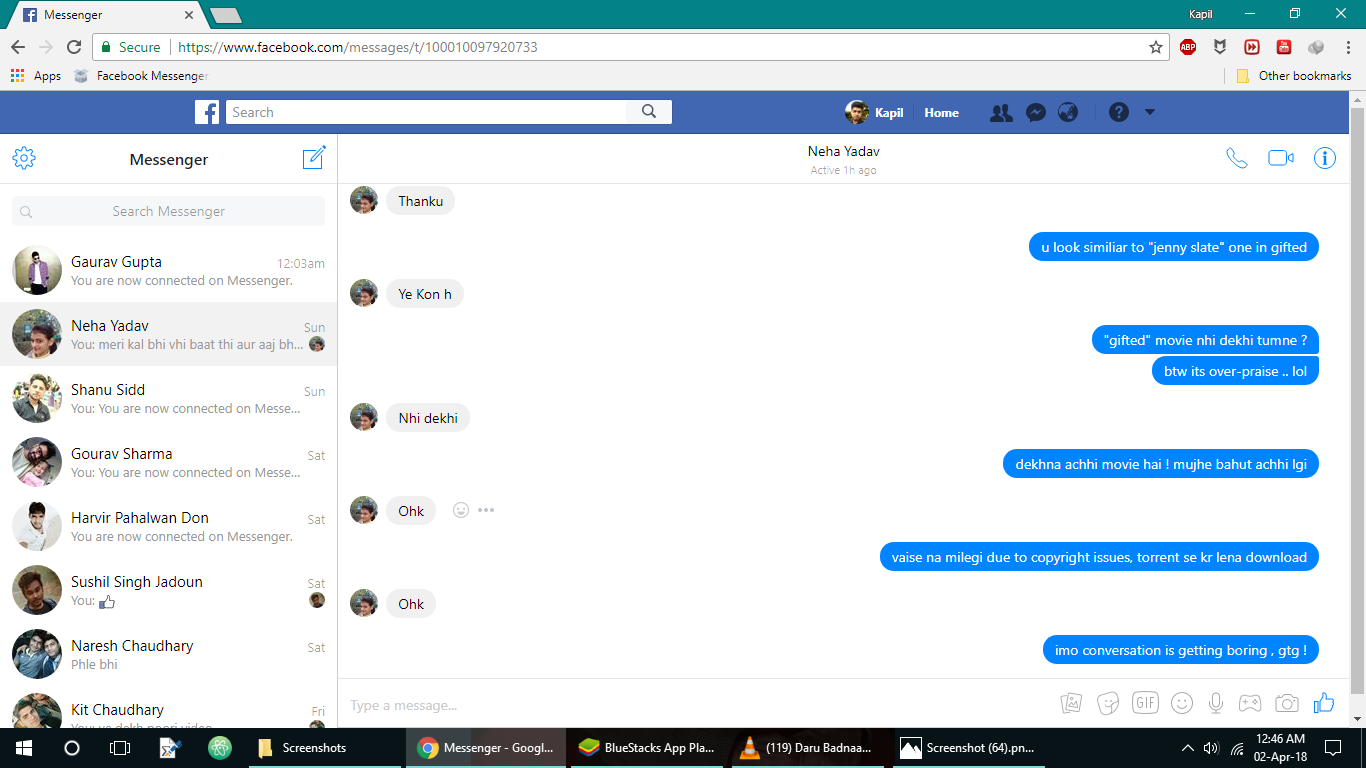 Messenger
Kapil
Secure
https://www.facebook.com/messages/t/100010097920733
ABP
Apps
Facebook Messenger
Other bookmarks
Search
Kapil
Home
Messenger
Search Messenger
Gaurav Gupta
12:03am
You are now connected on Messenger.
Neha Yadav
Sun
You: meri kal bhi vhi baat thi aur aaj bh...
Shanu Sidd
Sun
You: You are now connected on Messe...
Gourav Sharma
Sat
You: You are now connected on Messe...
Harvir Pahalwan Don
Sat
You are now connected on Messenger.
Sushil Singh Jadoun
Sat
You:
Naresh Chaudhary
Sat
Phle bhi
Kit Chaudhary
Fri
You: ye dekh poori video
Neha Yadav
Active 1h ago
Thanku
u look similiar to "jenny slate" one in gifted
Ye Kon h
"gifted" movie nhi dekhi tumne ?
btw its over-praise .. lol
Nhi dekhi
dekhna achhi movie hai ! mujhe bahut achhi lgi
Ohk
vaise na milegi due to copyright issues, torrent se kr lena download
Ohk
imo conversation is getting boring , gtg !
Type a message...
GIF
Screenshots
Messenger - Googl...
BlueStacks App Pla...
(119) Daru Badnaa...
Screenshot (64).pn...
12:46 AM
02-Apr-18